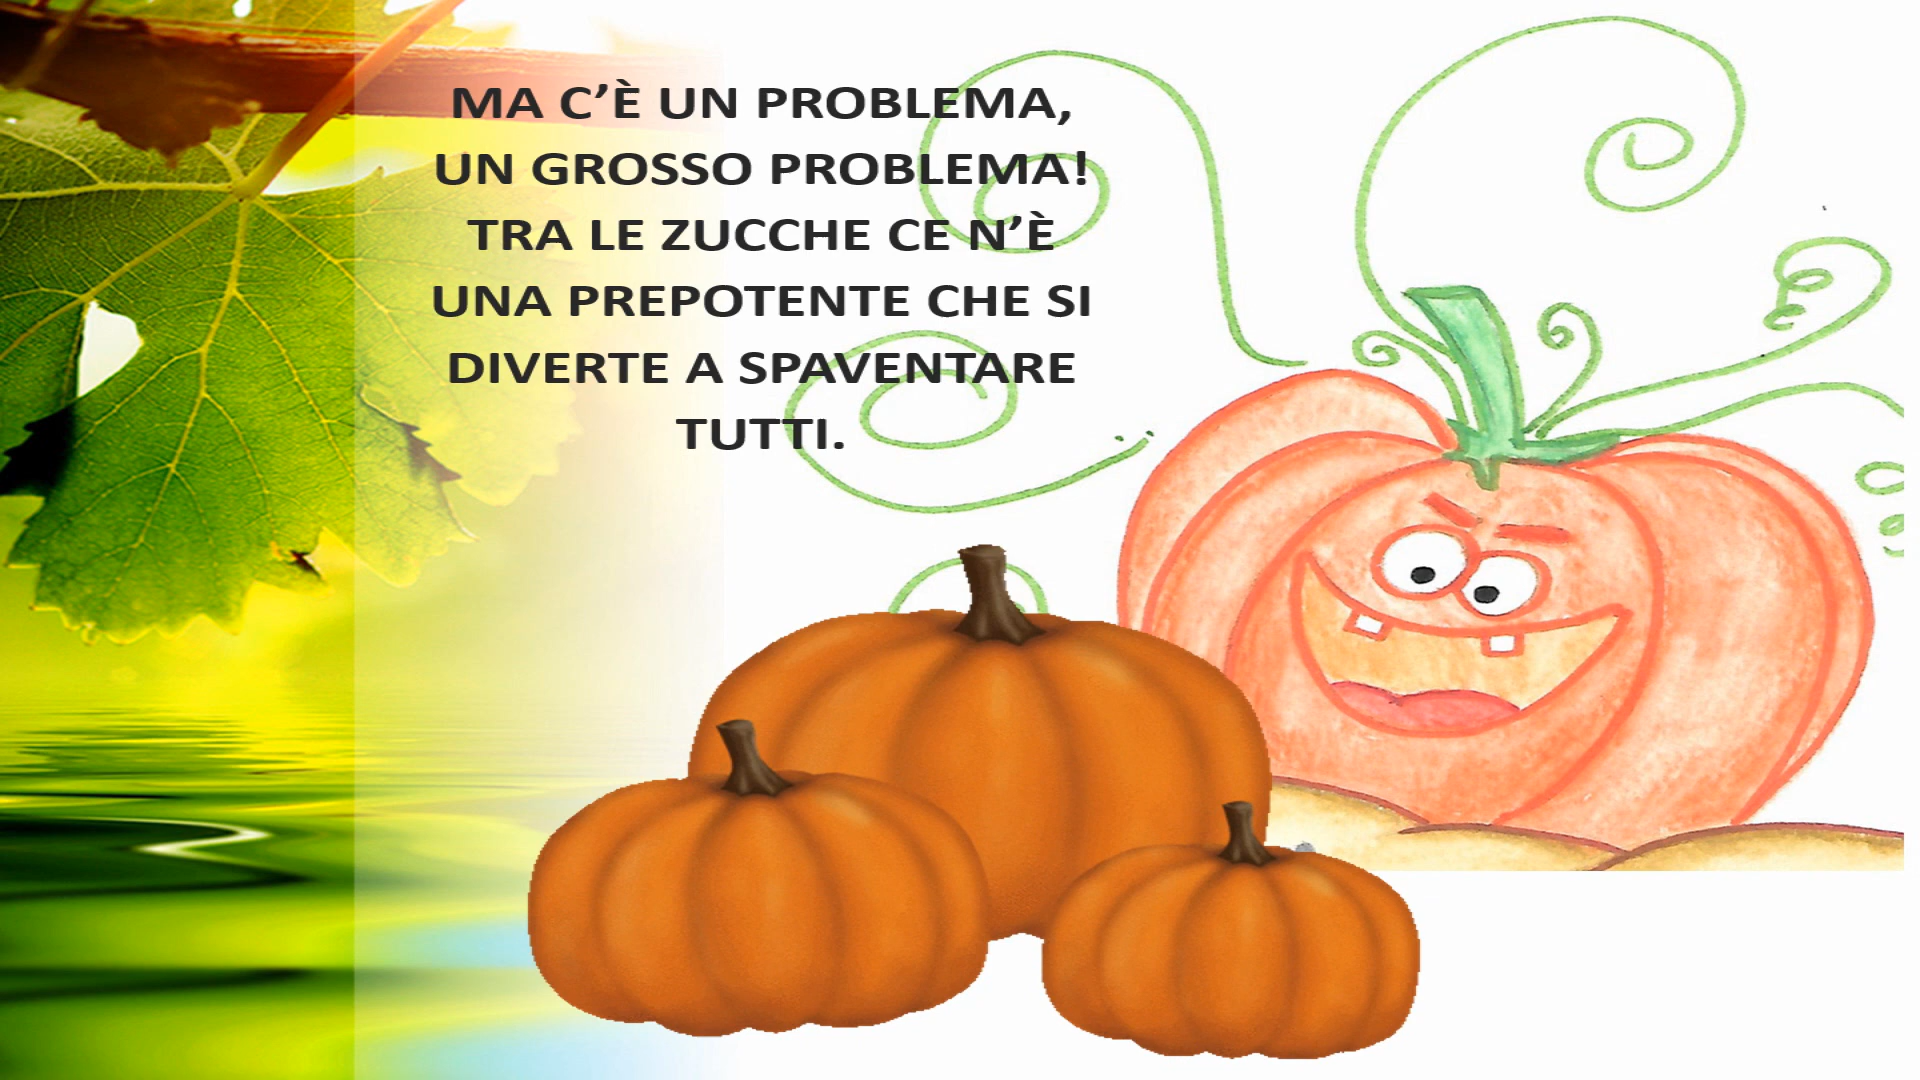 MA C’È UN PROBLEMA,
UN GROSSO PROBLEMA!
TRA LE ZUCCHE CE N’È
UNA PREPOTENTE CHE SI
DIVERTE A SPAVENTARE
TUTTI.